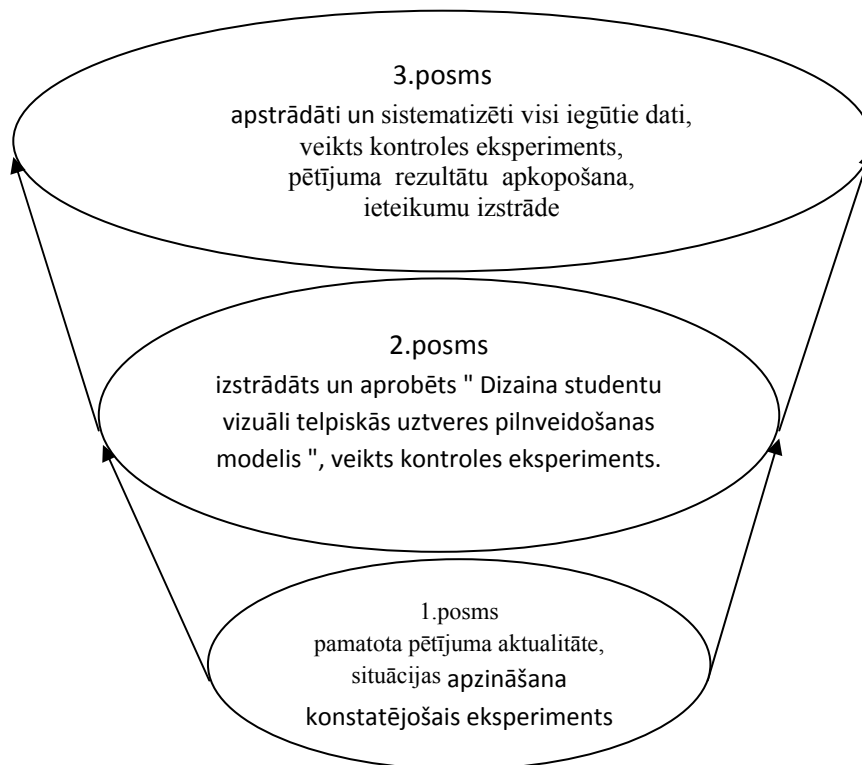 3.posms
apstrādāti un sistematizēti visi iegūtie dati,
veikts kontroles eksperiments,
pētījuma rezultātu apkopošana,
ieteikumu izstrāde
2.posms
izstrādāts un aprobēts " Dizaina studentu
vizuāli telpiskās uztveres pilnveidošanas
modelis ", veikts kontroles eksperiments.
1.posms
pamatota pētījuma aktualitāte,
situācijas apzināšana
konstatējošais eksperiments